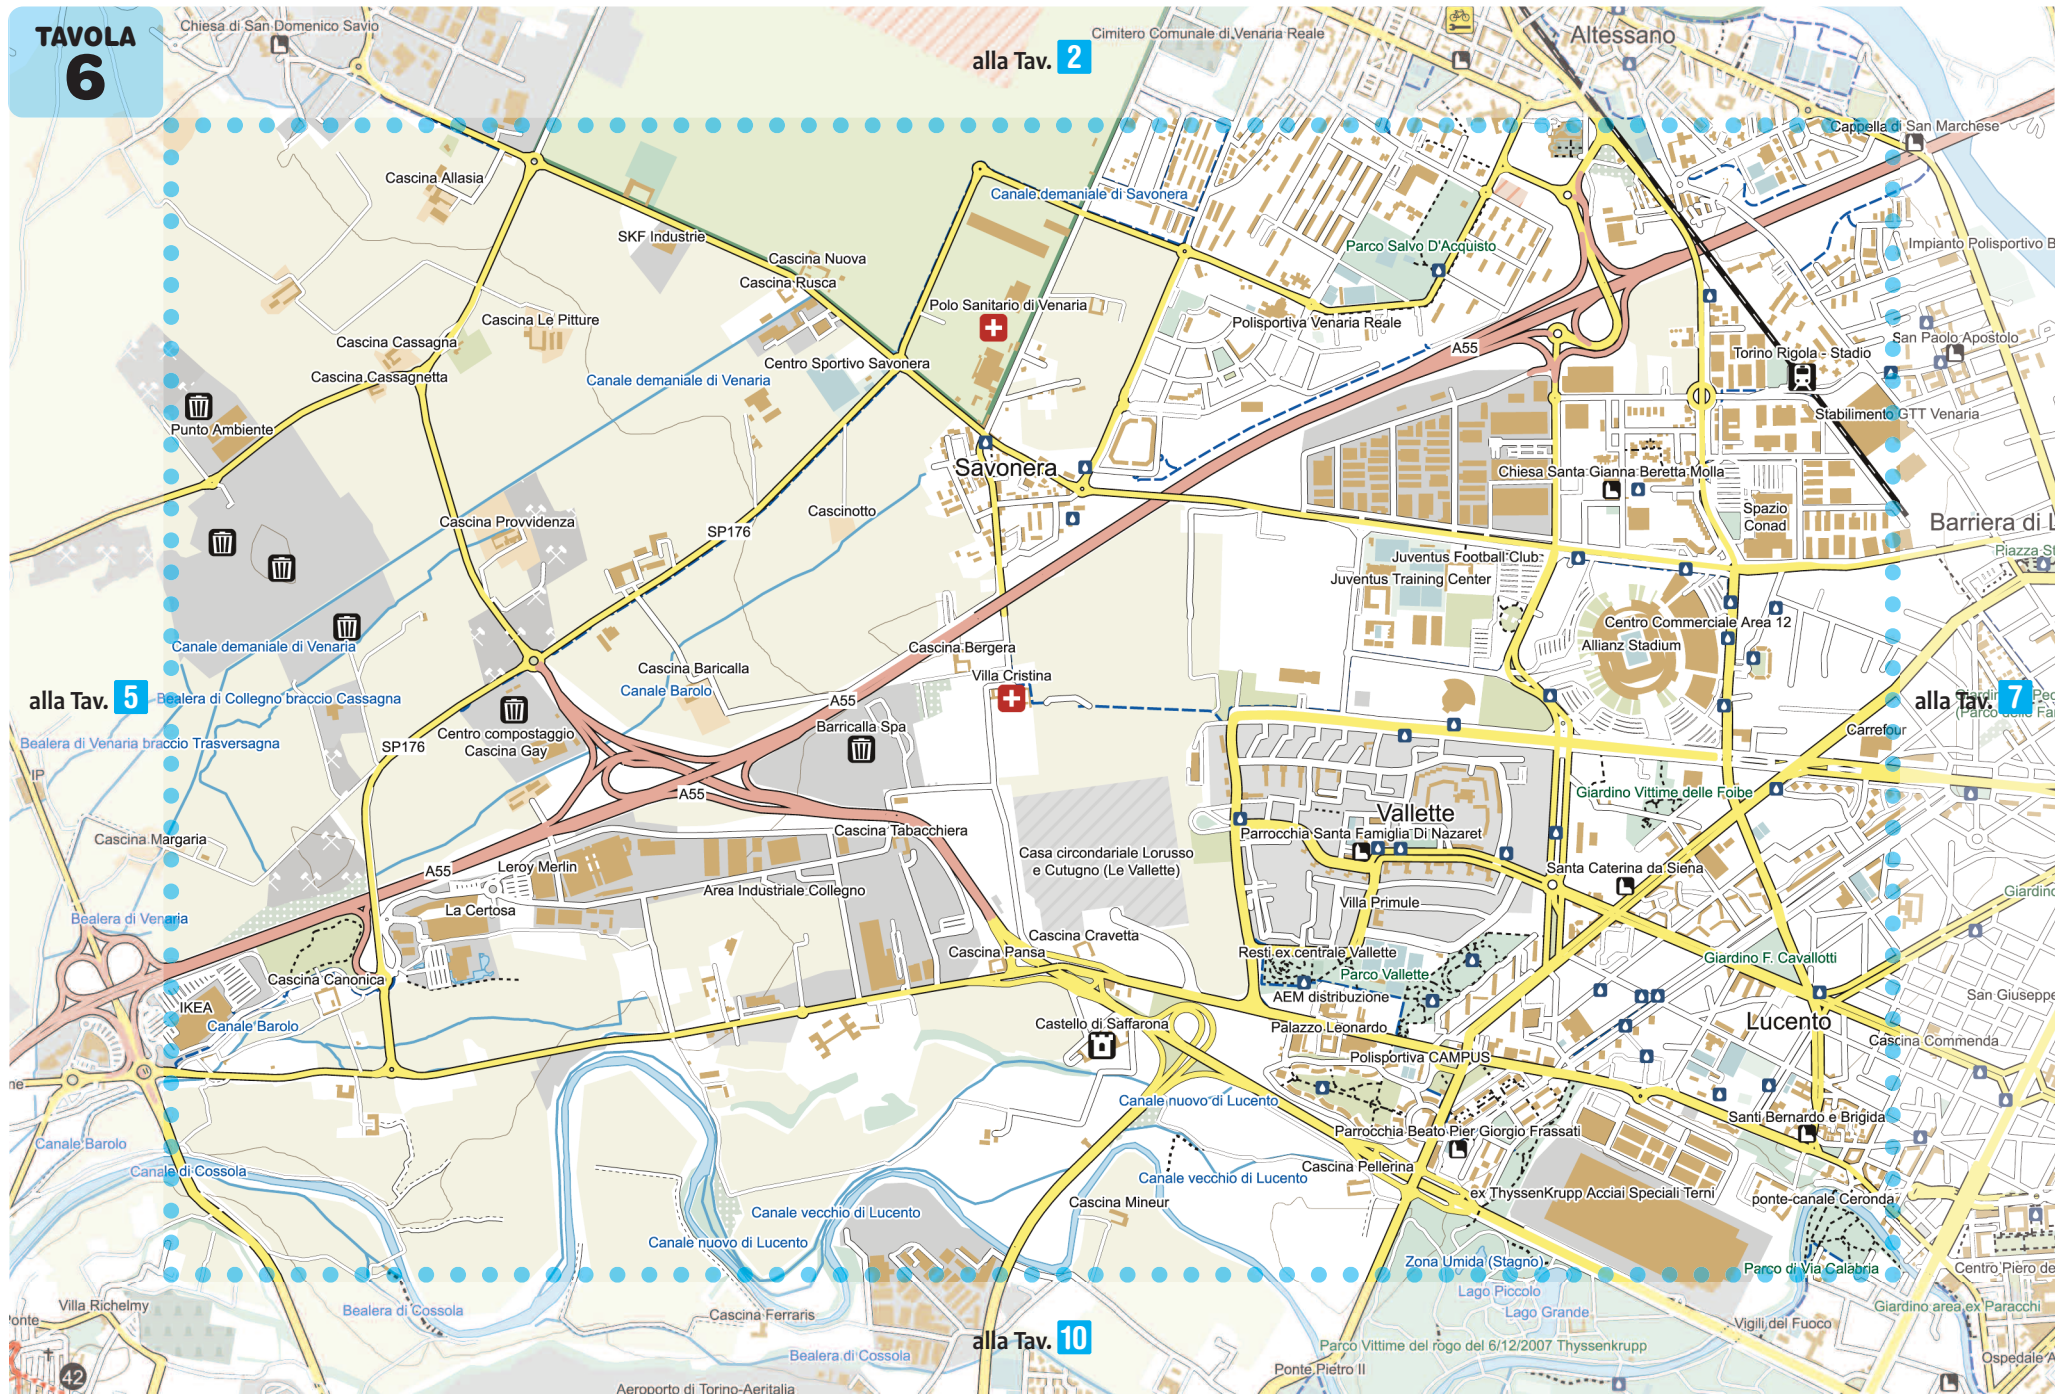 TAVOLA
6
Chiesa di San Domenico Savio
alla Tav. 2
Cimitero Comunale di Venaria Reale
Altessano
Cappella di San Marchese
Cascina Allasia
Canale demaniale di Savonera
SKF Industrie
Parco Salvo D'Acquisto
Impianto Polisportivo B
Cascina Nuova
Cascina Rusca
Polo Sanitario di Venaria
Cascina Le Pitture
Polisportiva Venaria Reale
Cascina Cassagna
A55
San Paolo Apostolo
Torino Rigola - Stadio
Centro Sportivo Savonera
Cascina Cassagnetta
Canale demaniale di Venaria
Stabilimento GTT Venaria
Punto Ambiente
Savonera
Chiesa Santa Gianna Beretta Molla
Cascinotto
Spazio
Conad
Cascina Provvidenza
SP176
Barriera di L
Piazza St
Juventus Football Club
Juventus Training Center
Centro Commerciale Area 12
Allianz Stadium
Canale demaniale di Venaria
Cascina Bergera
Cascina Baricalla
Villa Cristina
Canale Barolo
alla Tav. 5
Bealera di Collegno braccio Cassagna
A55
alla Tav. 7
Barricalla Spa
Carrefour
Centro compostaggio
Cascina Gay
Bealera di Venaria braccio Trasversagna
SP176
IP
A55
Giardino Vittime delle Foibe
Vallette
Cascina Margaria
Cascina Tabacchiera
Parrocchia Santa Famiglia Di Nazaret
Casa circondariale Lorusso
e Cutugno (Le Vallette)
A55
Leroy Merlin
Santa Caterina da Siena
Area Industriale Collegno
Giardino
La Certosa
Villa Primule
Bealera di Venaria
Cascina Cravetta
Cascina Pansa
Resti ex centrale Vallette
Giardino F. Cavallotti
Parco Vallette
Cascina Canonica
IKEA
AEM distribuzione
San Giuseppe
Canale Barolo
Castello di Saffarona
Palazzo Leonardo
Lucento
Cascina Commenda
Polisportiva CAMPUS
ne
Canale nuovo di Lucento
Santi Bernardo e Brigida
Parrocchia Beato Pier Giorgio Frassati
Canale Barolo
Canale di Cossola
Cascina Pellerina
Canale vecchio di Lucento
ex ThyssenKrupp Acciai Speciali Terni
ponte-canale Ceronda
Cascina Mineur
Canale vecchio di Lucento
Canale nuovo di Lucento
Zona Umida (Stagno)
Parco di Via Calabria
Centro Piero de
Lago Piccolo
Villa Richelmy
Bealera di Cossola
Cascina Ferraris
Lago Grande
Giardino area ex Paracchi
Ponte
Vigili del Fuoco
alla Tav. 10
Parco Vittime del rogo del 6/12/2007 Thyssenkrupp
Bealera di Cossola
Ospedale A
Ponte Pietro II
42
Aeroporto di Torino-Aeritalia